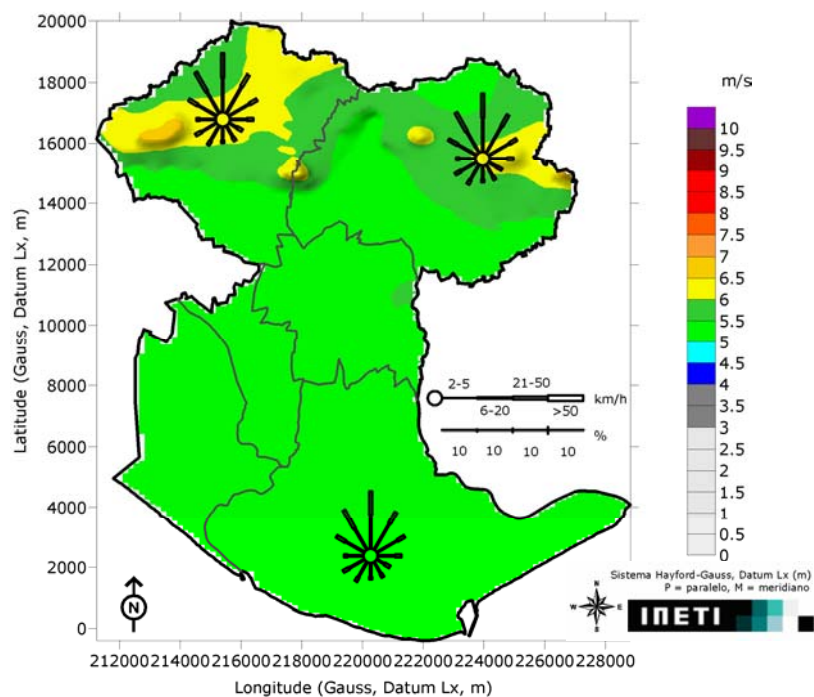 20000
18000
16000
14000
12000
10000
8000
6000
4000
2000
0
Latitude (Gauss, Datum Lx, m)
212000 214000 216000 218000 220000 222000 224000 226000 228000
Longitude (Gauss, Datum Lx, m)
N
2-5 21-50
6-20 >50 km/h
%
10 10 10 10
m/s
10
9.5
9
8.5
8
7.5
7
6.5
6
5.5
5
4.5
4
3.5
3
2.5
2
1.5
1
0.5
0
Sistema Hayford-Gauss, Datum Lx (m)
P = paralelo, M = meridiano
N
W E
S
INETI